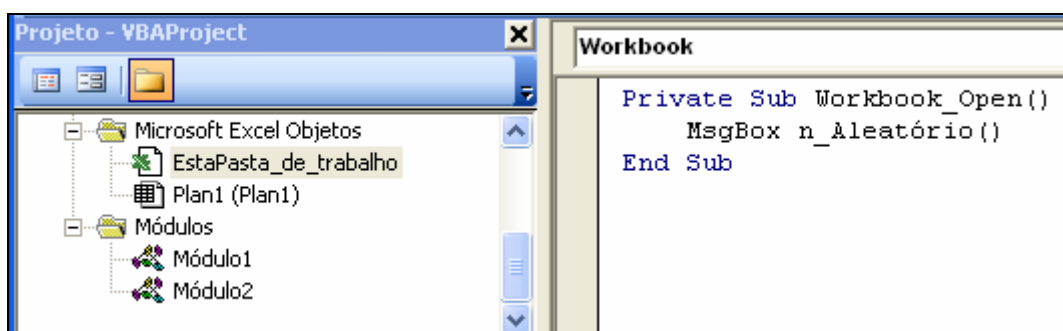 Projeto - VBAProject
Microsoft Excel Objetos
EstaPasta_de_trabalho
Plan1 (Plan1)
Módulos
Módulo1
Módulo2
Workbook
Private Sub Workbook_Open()
MsgBox n_Aleatório()
End Sub